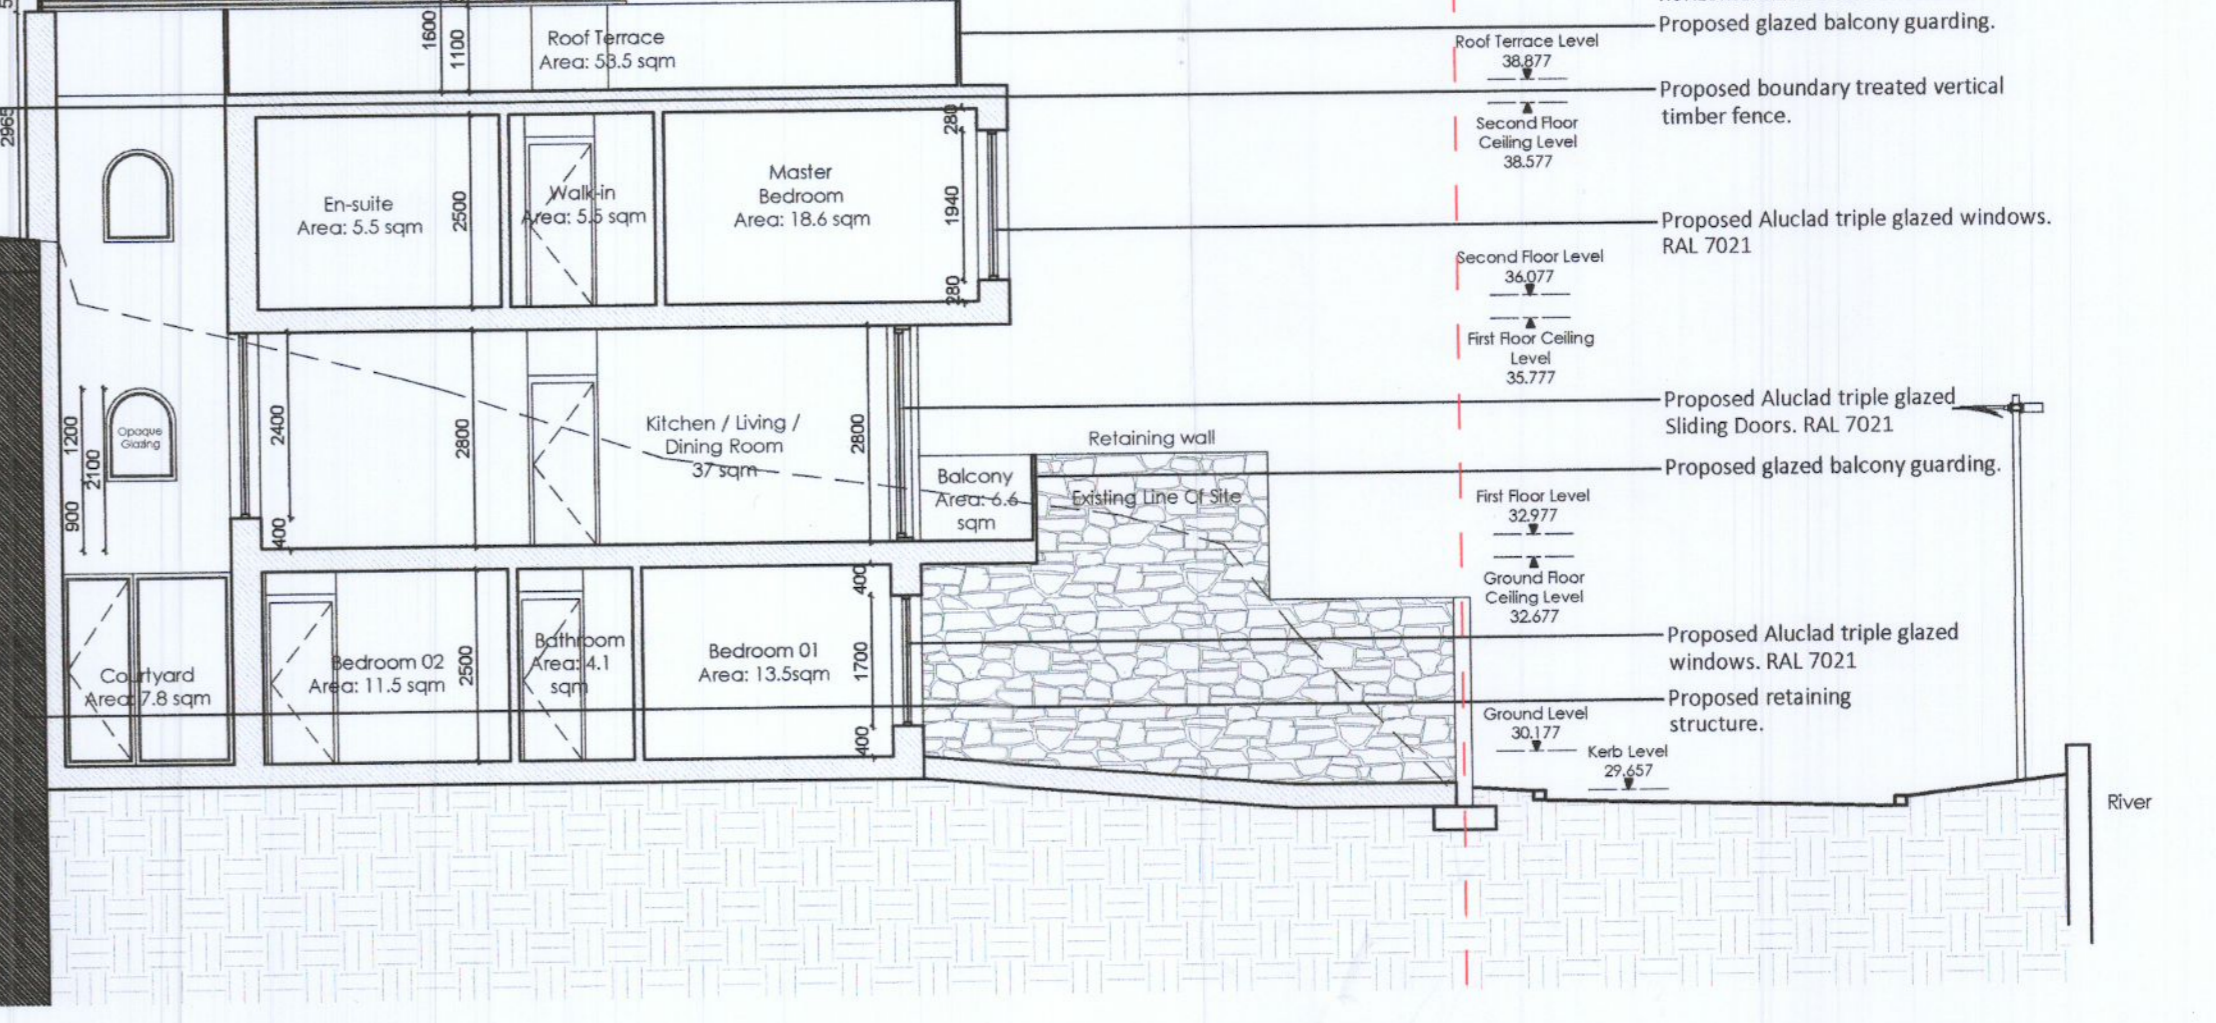 1600
1100
Roof Terrace
Area: 53.5 sqm
Proposed glazed balcony guarding.
Roof Terrace Level
38.877
Proposed boundary treated vertical
timber fence.
2965
Second Floor
Ceiling Level
38.577
En-suite
Area: 5.5 sqm
2500
Walk-in
Area: 5.5 sqm
Master
Bedroom
Area: 18.6 sqm
280
1940
280
Proposed Aluclad triple glazed windows.
RAL 7021
Second Floor Level
36.077
First Floor Ceiling
Level
35.777
Opaque
Glazing
1200
2100
900
2400
400
2800
Kitchen / Living /
Dining Room
37 sqm
2800
Proposed Aluclad triple glazed
Sliding Doors. RAL 7021
Retaining wall
Balcony
Area: 6.6
sqm
Existing Line Of Site
Proposed glazed balcony guarding.
First Floor Level
32.977
Ground Floor
Ceiling Level
32.677
Courtyard
Area: 7.8 sqm
Bedroom 02
Area: 11.5 sqm
2500
Bathroom
Area: 4.1
sqm
Bedroom 01
Area: 13.5sqm
400
1700
400
Proposed Aluclad triple glazed
windows. RAL 7021
Proposed retaining
structure.
Ground Level
30.177
Kerb Level
29.657
River